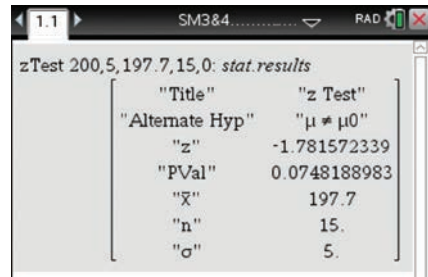 1.1 SM3&4............. RAD
zTest 200,5,197.7,15,0: stat.results
"Title" "z Test"
"Alternate Hyp" "μ ≠ μ0"
"z" -1.781572339
"PVal" 0.0748188983
"x̄" 197.7
"n" 15.
"σ" 5.